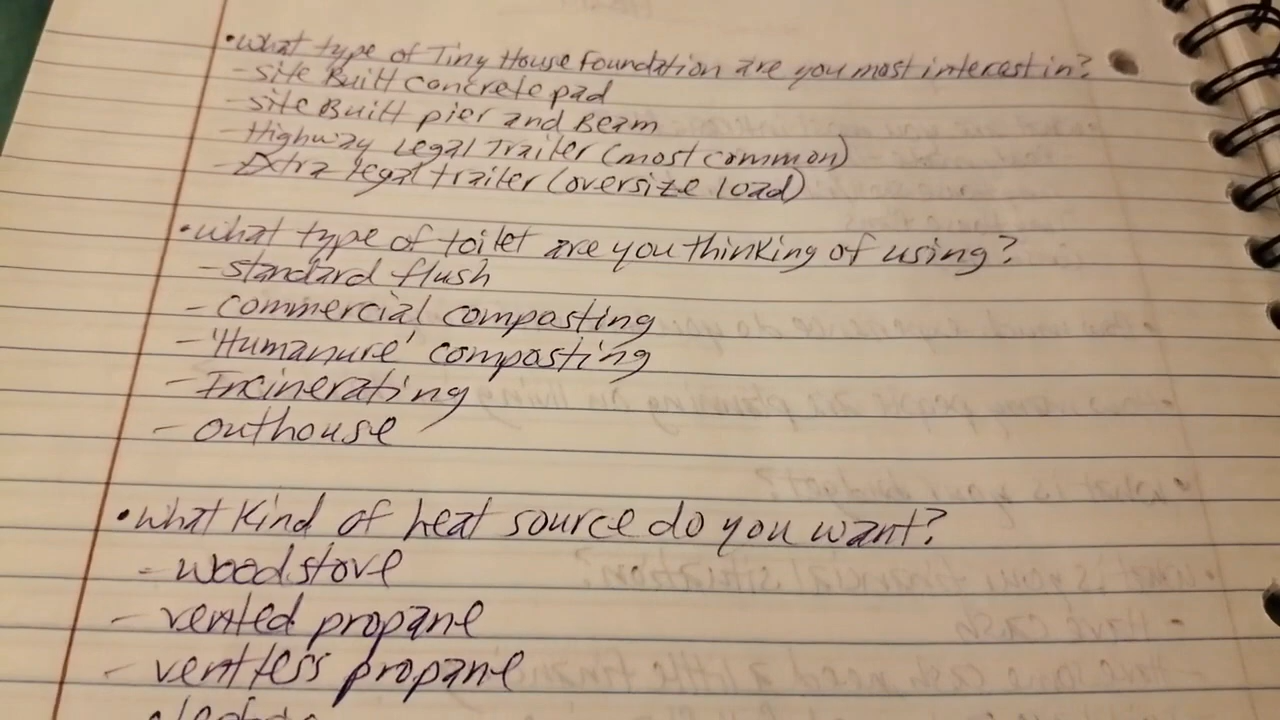 • What type of Tiny House Foundation are you most interest in?
- site Built concrete pad
- site Built pier and Beam
- Highway Legal Trailer (most common)
- Extra legal trailer (oversize load)
• what type of toilet are you thinking of using?
- standard flush
- commercial composting
- 'Humanure' composting
- Incinerating
- outhouse
• what Kind of heat source do you want?
- woodstove
- vented propane
- ventless propane